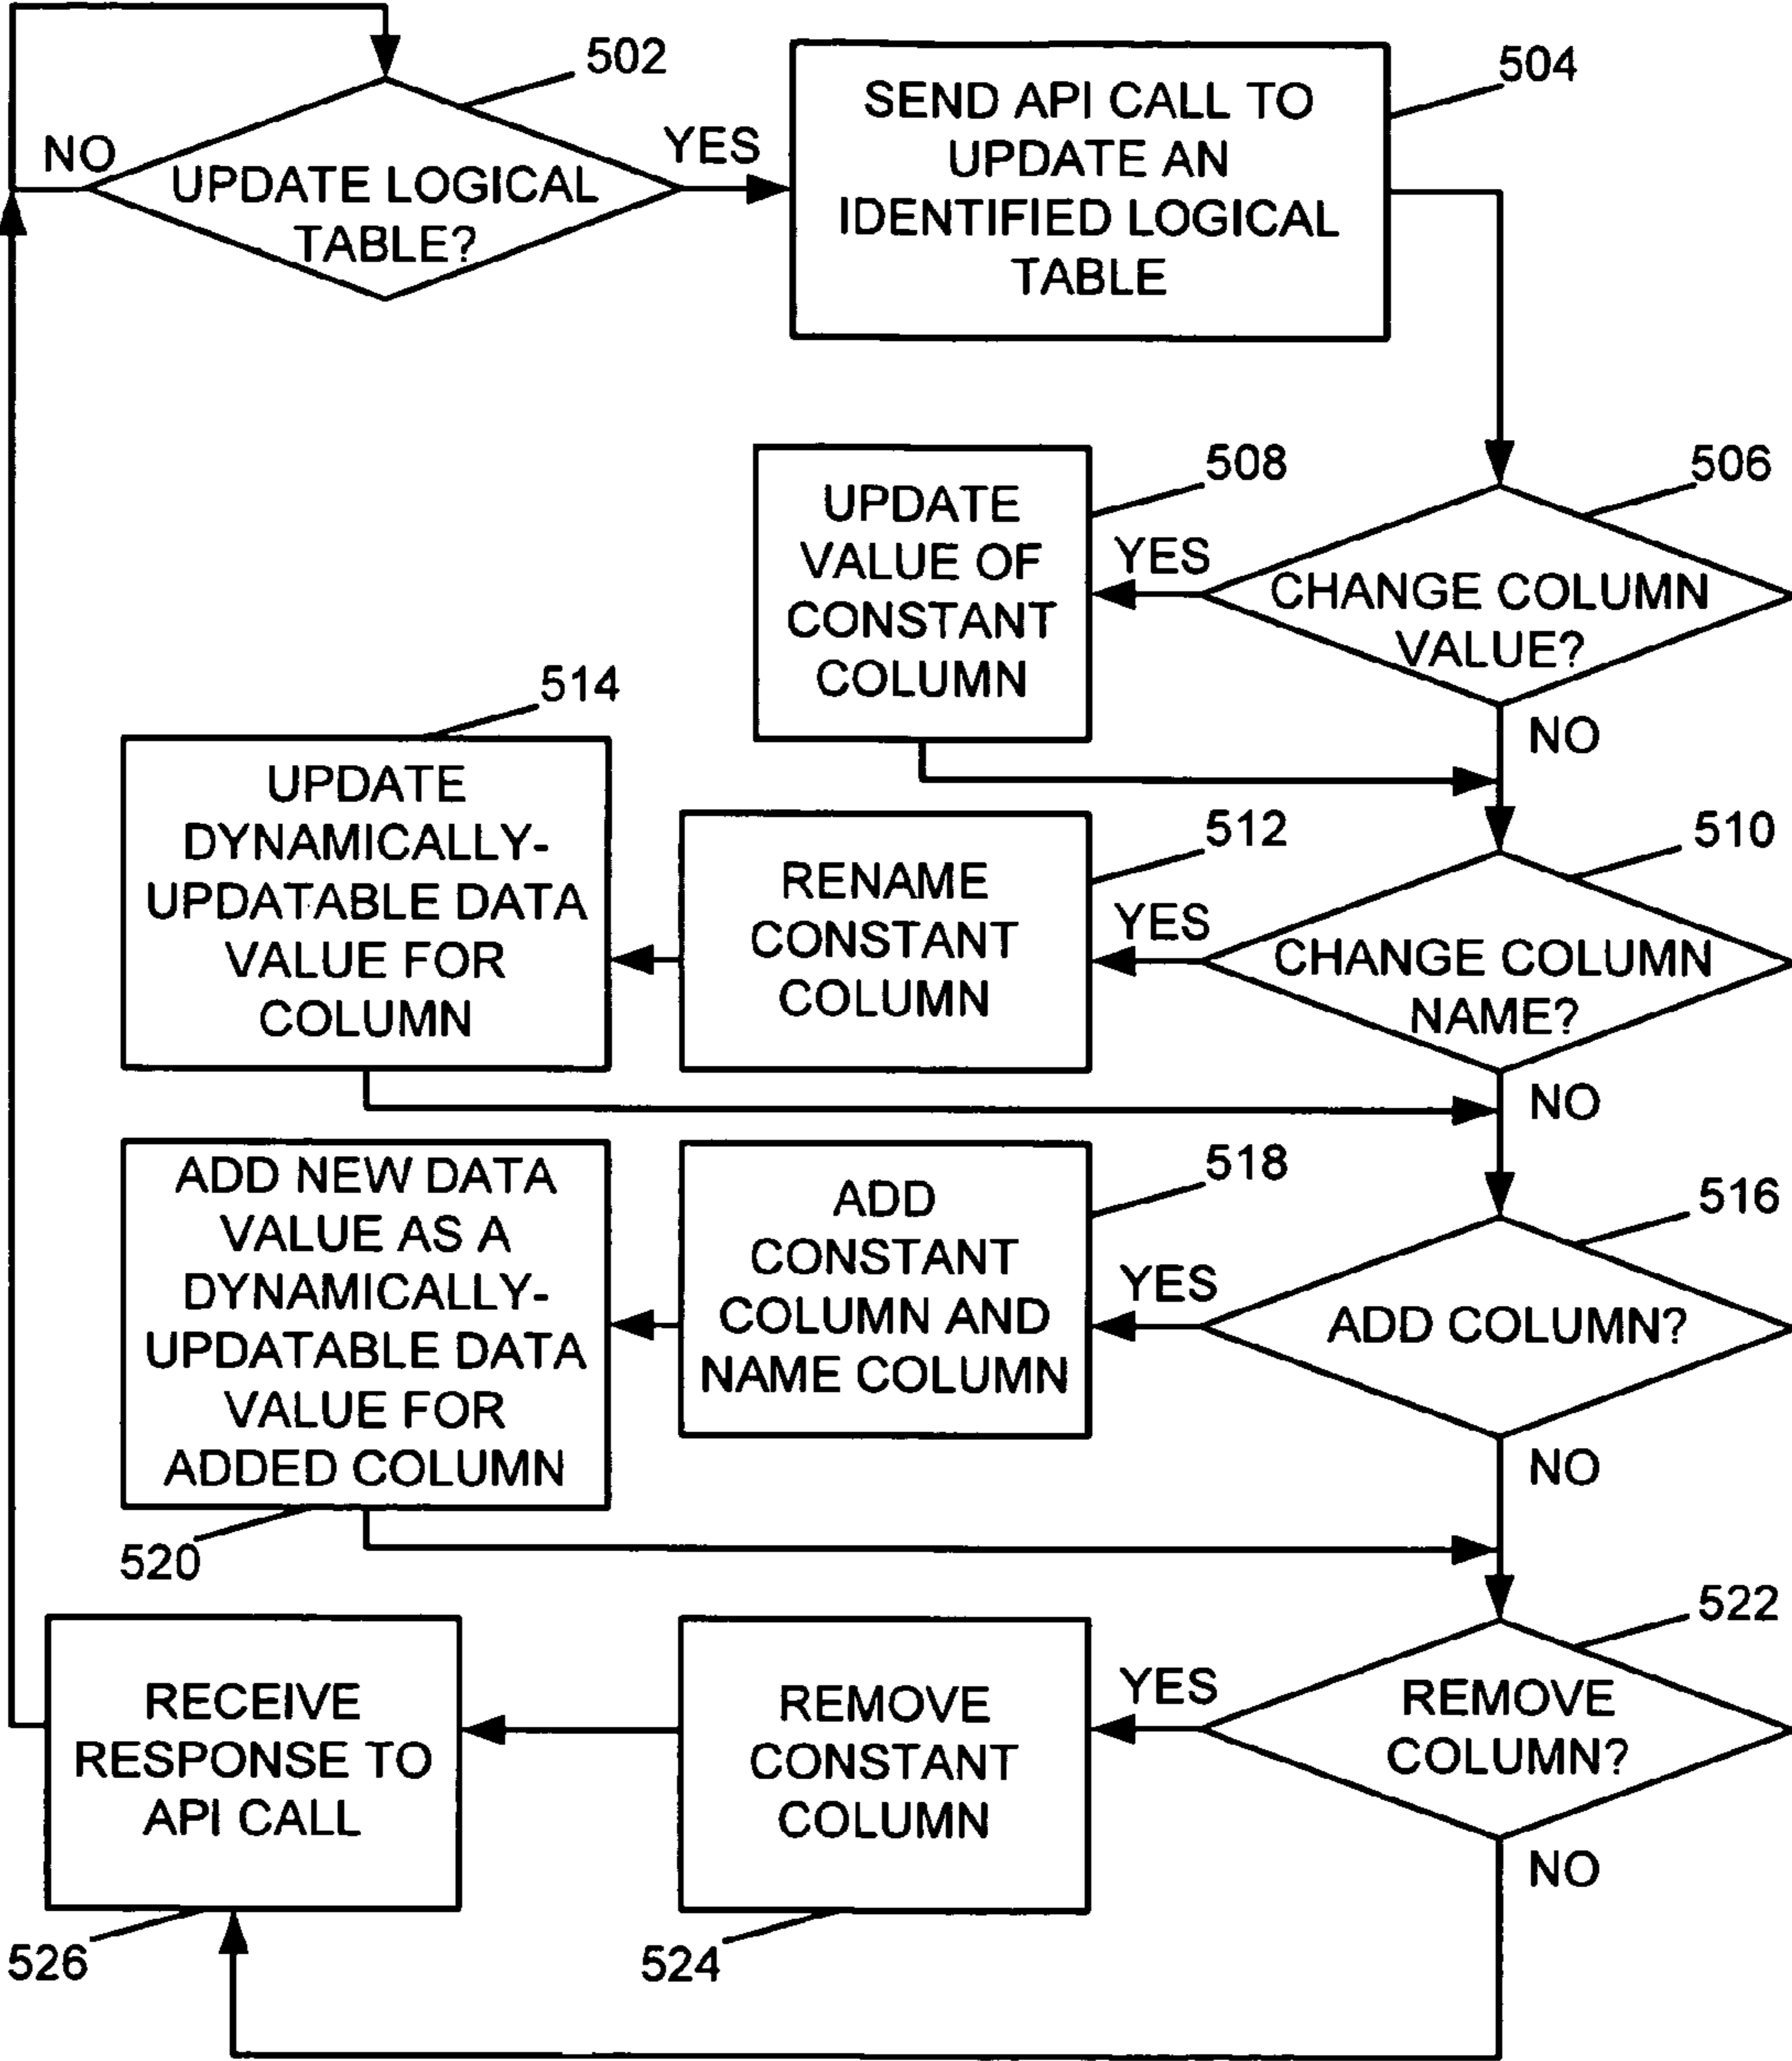 502
NO
YES
UPDATE LOGICAL
TABLE?
SEND API CALL TO
UPDATE AN
IDENTIFIED LOGICAL
TABLE
504
506
CHANGE COLUMN
VALUE?
YES
NO
508
UPDATE
VALUE OF
CONSTANT
COLUMN
510
CHANGE COLUMN
NAME?
YES
NO
512
RENAME
CONSTANT
COLUMN
514
UPDATE
DYNAMICALLY-
UPDATABLE DATA
VALUE FOR
COLUMN
516
ADD COLUMN?
YES
NO
518
ADD
CONSTANT
COLUMN AND
NAME COLUMN
ADD NEW DATA
VALUE AS A
DYNAMICALLY-
UPDATABLE DATA
VALUE FOR
ADDED COLUMN
520
522
REMOVE
COLUMN?
YES
NO
REMOVE
CONSTANT
COLUMN
524
RECEIVE
RESPONSE TO
API CALL
526